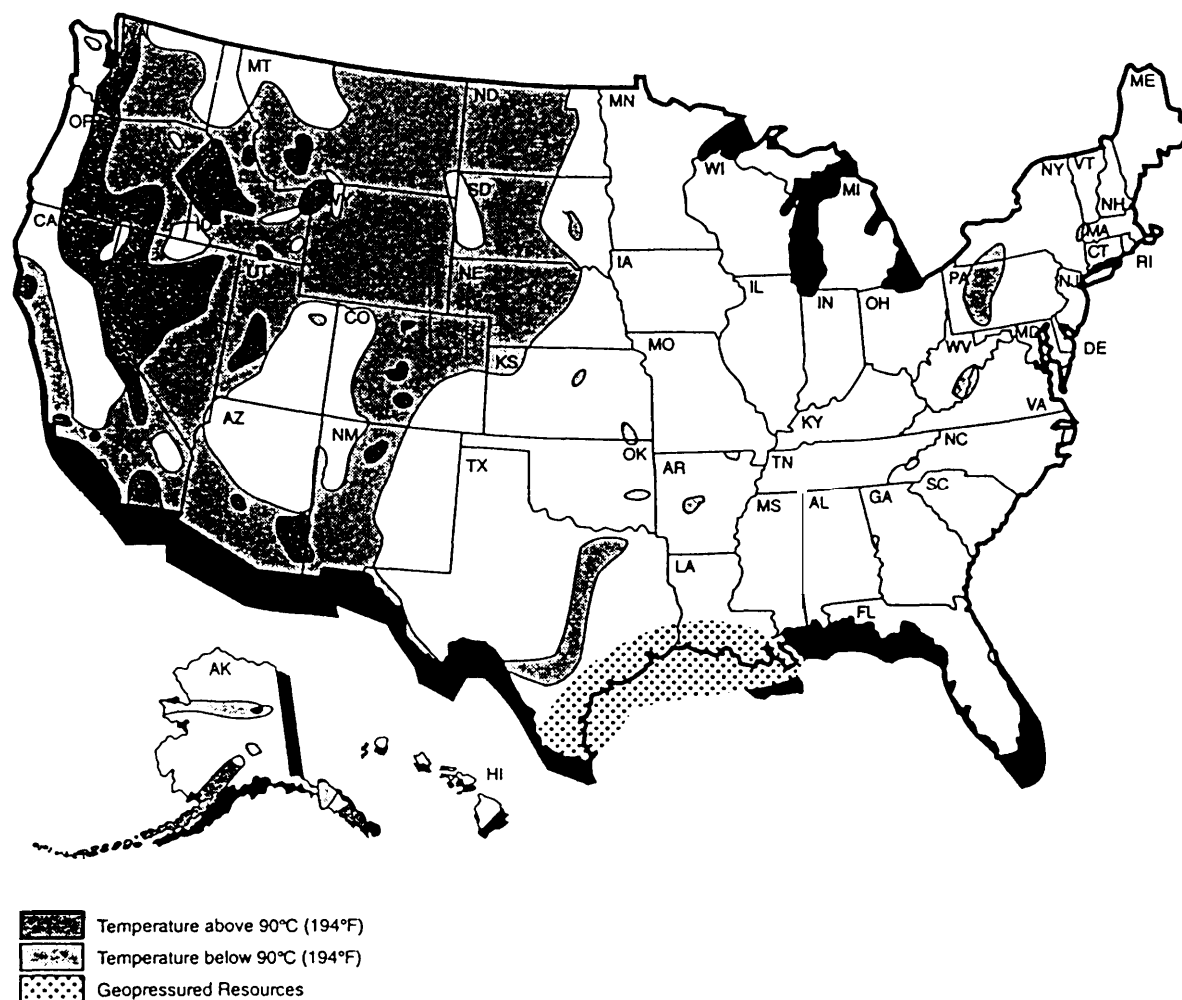 ME
MT
ND
MN
OR
WI
MI
NY
VT
NH
SD
MA
CA
CT
RI
IA
UT
NE
PA
NJ
IL
IN
OH
CO
MD
DE
MO
WV
KS
VA
AZ
NM
KY
NC
OK
TX
AR
TN
SC
MS
AL
GA
LA
FL
AK
HI
Temperature above 90°C (194°F)
Temperature below 90°C (194°F)
Geopressured Resources